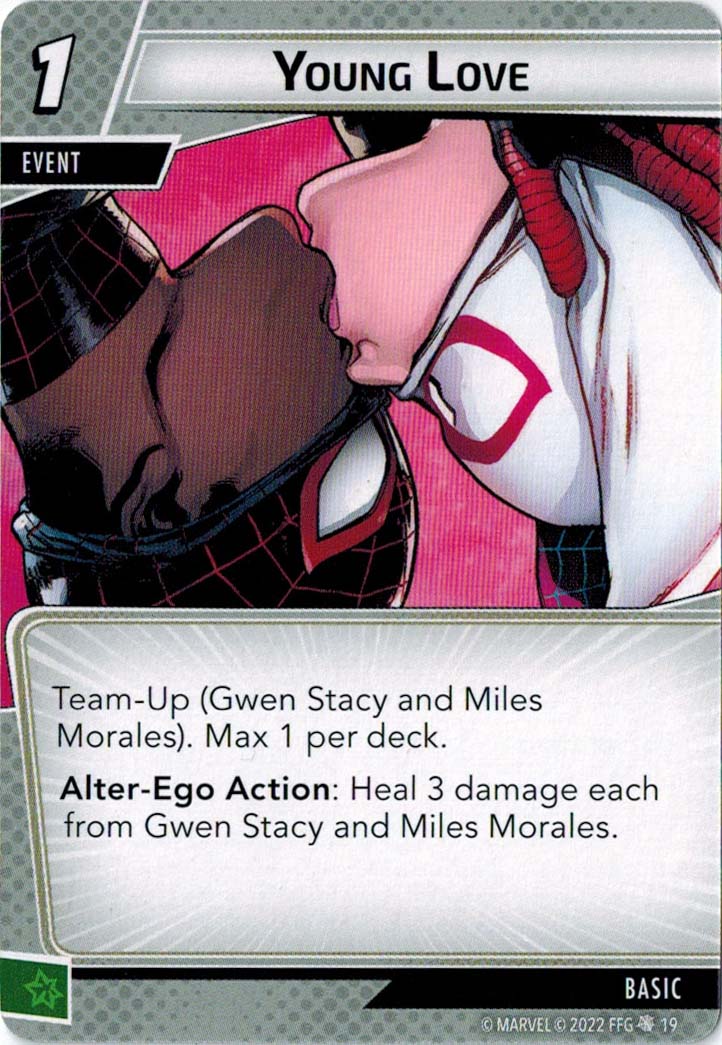 1
YOUNG LOVE
EVENT
Team-Up (Gwen Stacy and Miles
Morales). Max 1 per deck.
Alter-Ego Action: Heal 3 damage each
from Gwen Stacy and Miles Morales.
BASIC
© MARVEL © 2022 FFG 19